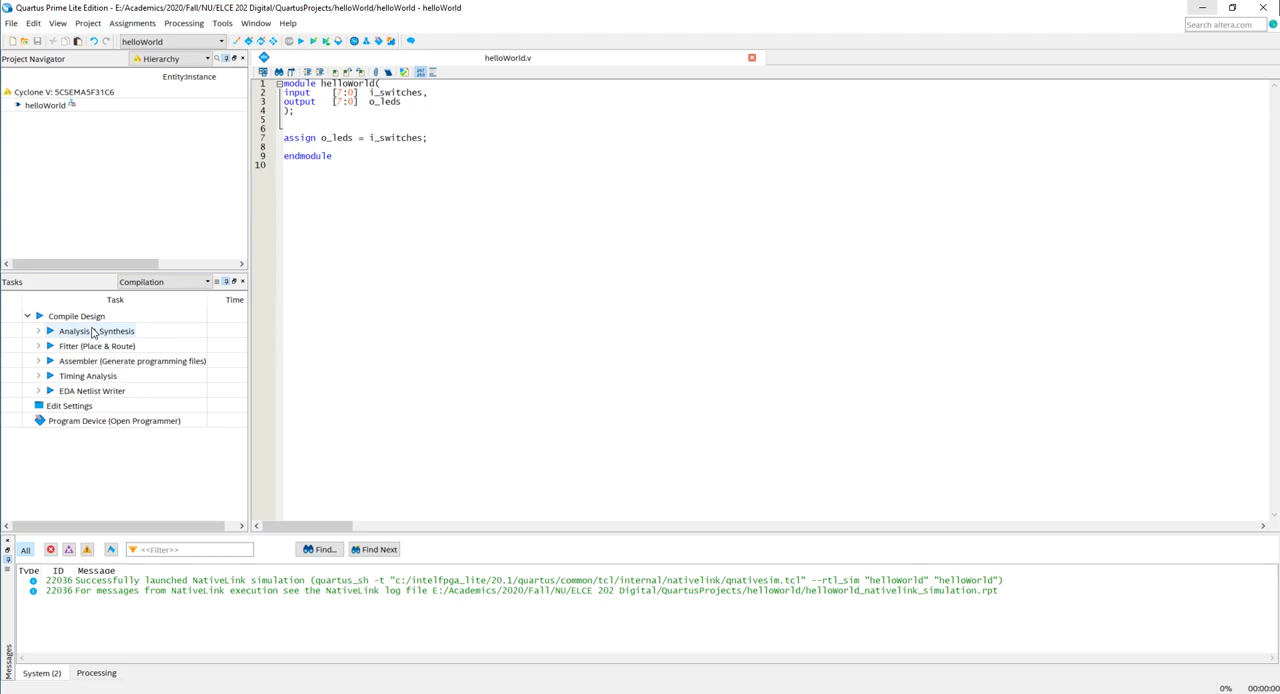 Quartus Prime Lite Edition - E:/Academics/2020/Fall/NU/ELCE 202 Digital/QuartusProjects/helloWorld/helloWorld - helloWorld
File Edit View Project Assignments Processing Tools Window Help
Search altera.com
helloWorld
Project Navigator Hierarchy
helloWorld.v
Entity:Instance
Cyclone V: 5CSEMA5F31C6
helloWorld
1 module helloWorld(
2 input [7:0] i_switches,
3 output [7:0] o_leds
4 );
5
6
7 assign o_leds = i_switches;
8
9 endmodule
10
Tasks Compilation
Task Time
Compile Design
Analysis Synthesis
Fitter (Place & Route)
Assembler (Generate programming files)
Timing Analysis
EDA Netlist Writer
Edit Settings
Program Device (Open Programmer)
All <<Filter>> Find... Find Next
Type ID Message
22036 Successfully launched NativeLink simulation (quartus_sh -t "c:/intelfpga_lite/20.1/quartus/common/tcl/internal/nativelink/qnativesim.tcl" --rtl_sim "helloWorld" "helloWorld")
22036 For messages from NativeLink execution see the NativeLink log file E:/Academics/2020/Fall/NU/ELCE 202 Digital/QuartusProjects/helloWorld/helloWorld_nativelink_simulation.rpt
Messages
System (2) Processing
0% 00:00:00